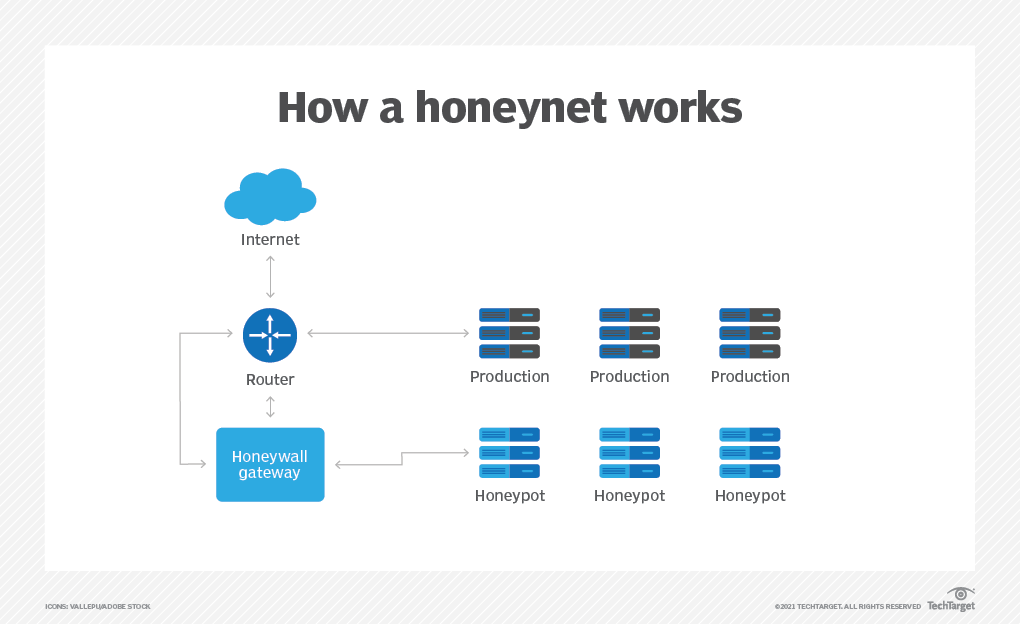 How a honeynet works
Internet
Router
Production
Production
Production
Honeywall
gateway
Honeypot
Honeypot
Honeypot
ICONS: VALLEPU/ADOBE STOCK
©2021 TECHTARGET. ALL RIGHTS RESERVED
TechTarget